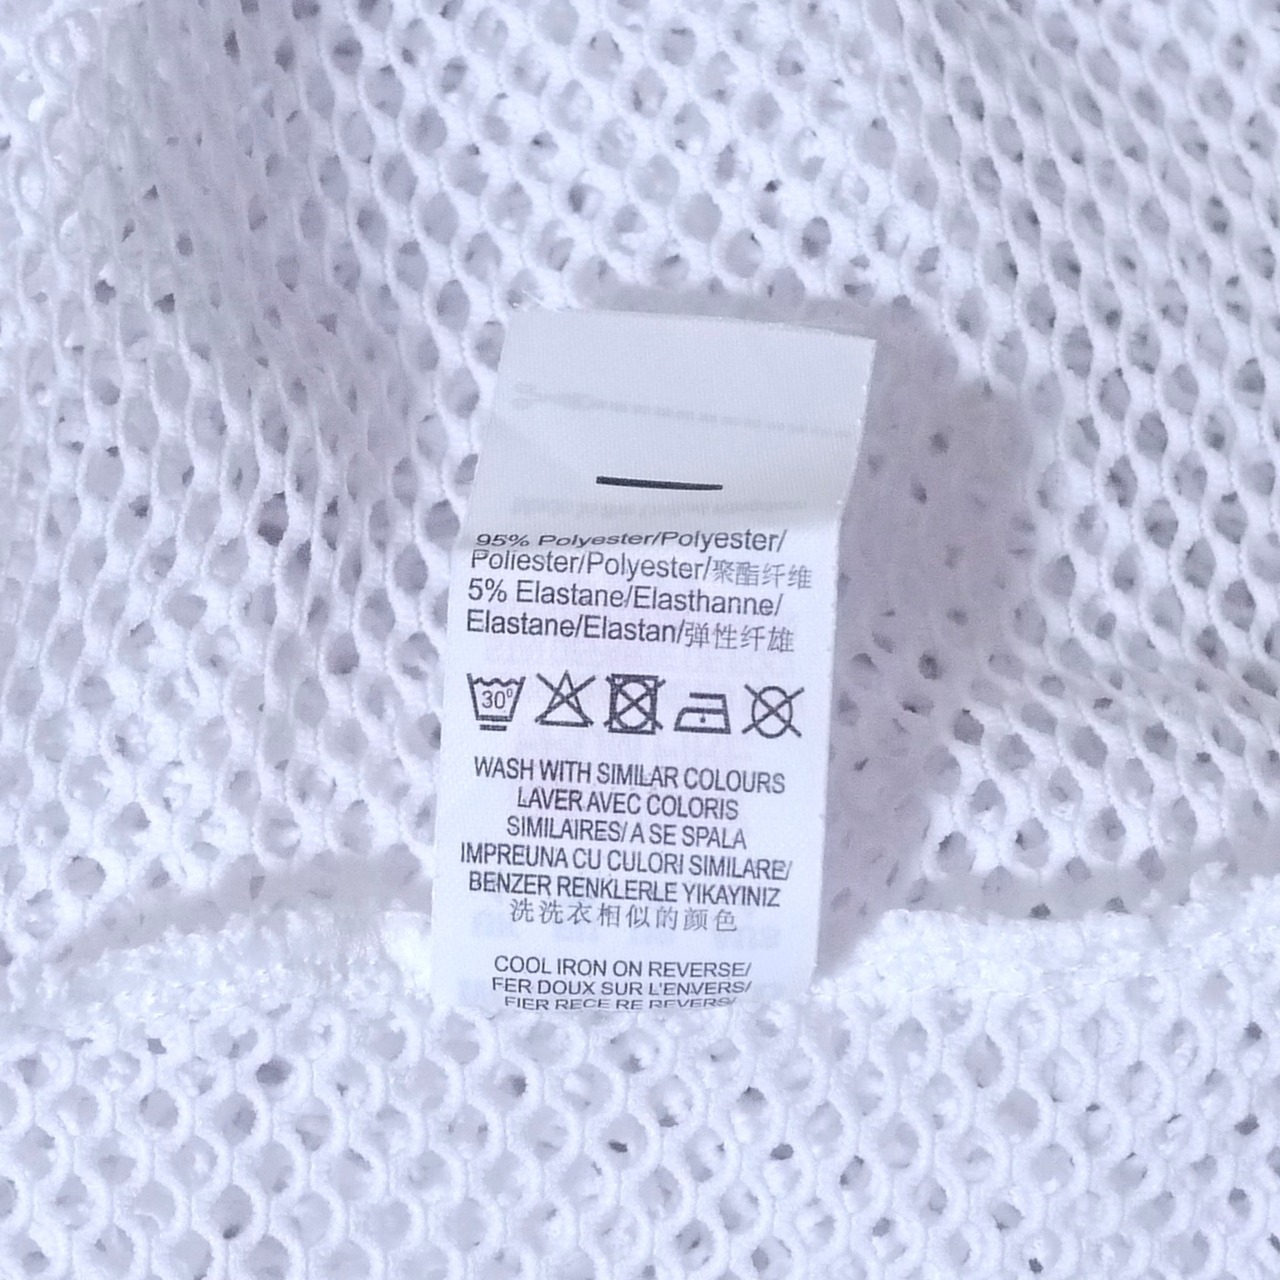 95% Polyester/Polyester/
Poliester/Polyester/聚酯纤维
5% Elastane/Elasthanne/
Elastane/Elastan/弹性纤雄
30°
WASH WITH SIMILAR COLOURS
LAVER AVEC COLORIS
SIMILAIRES/ A SE SPALA
IMPREUNA CU CULORI SIMILARE/
BENZER RENKLERLE YIKAYINIZ
洗洗衣相似的颜色
COOL IRON ON REVERSE/
FER DOUX SUR L'ENVERS/
FIER RECE RE REVERS/